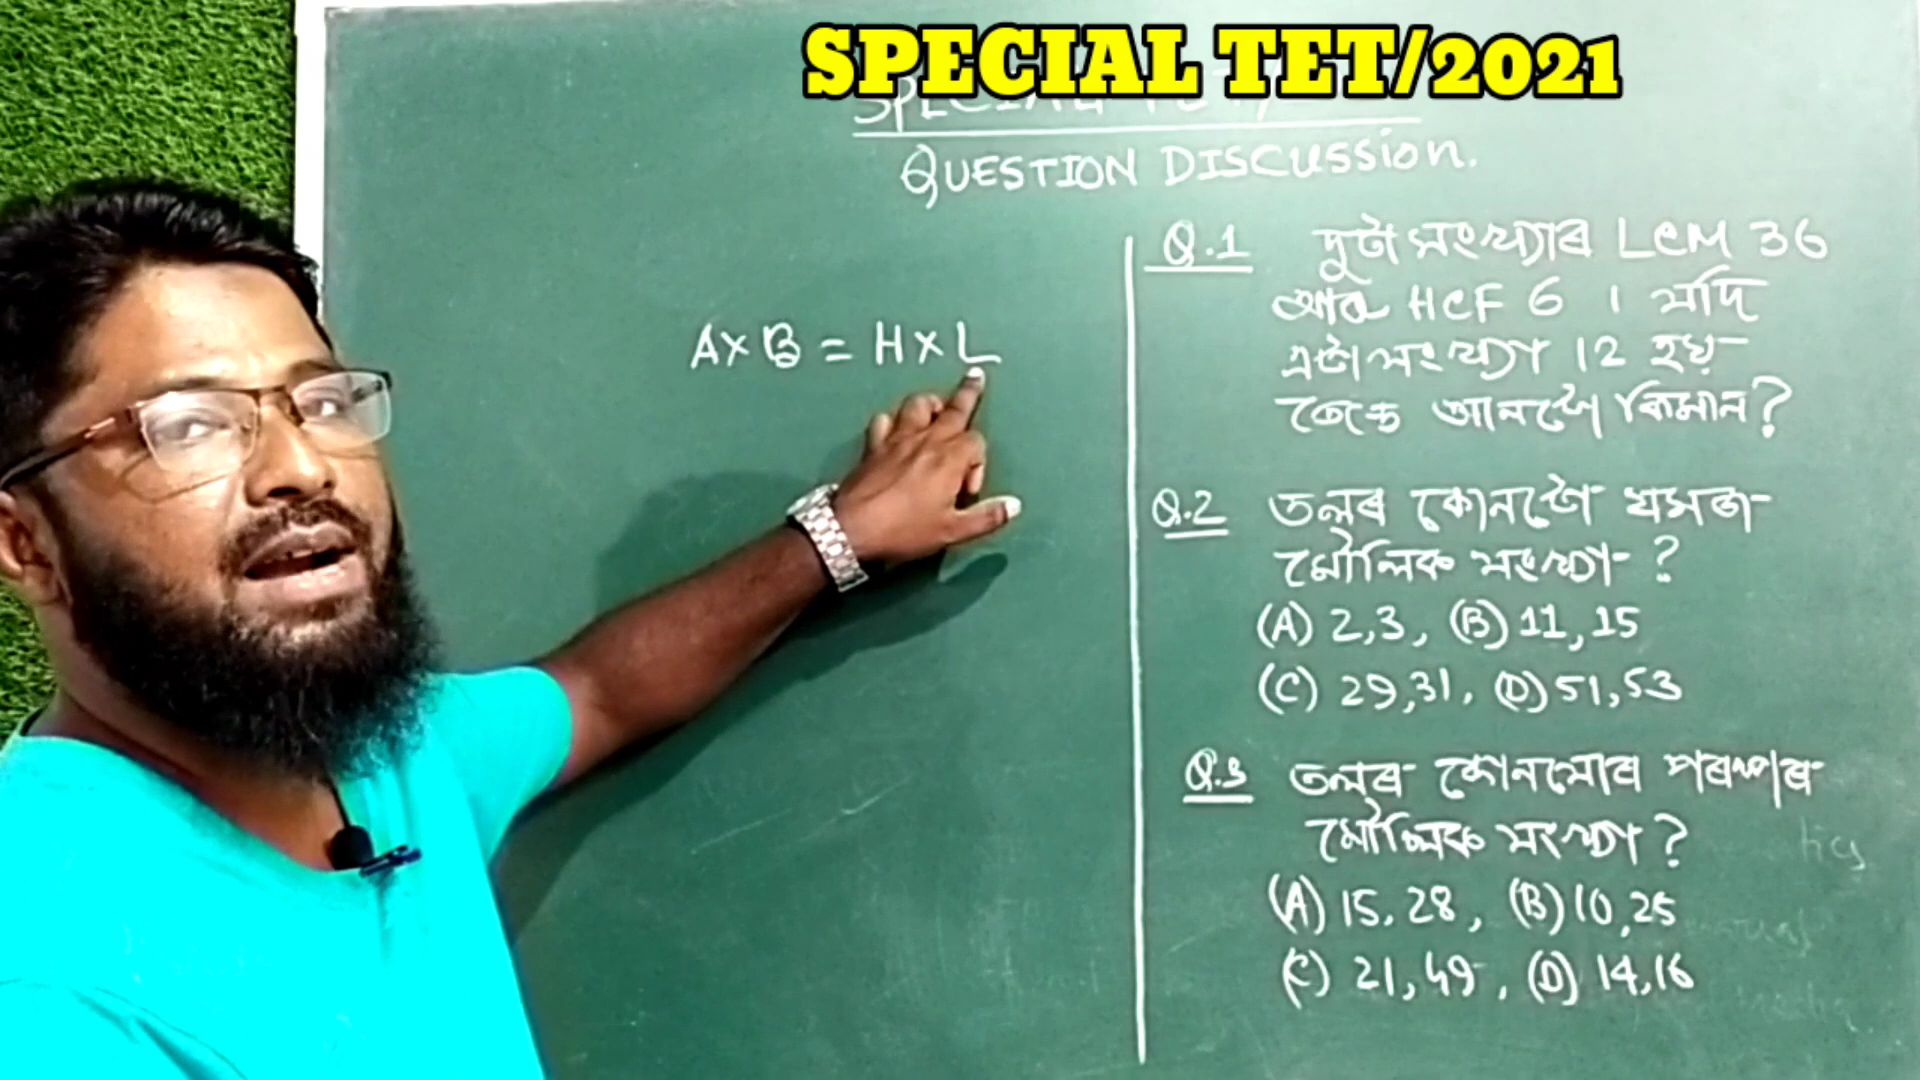 SPECIAL TET/2021
QUESTION DISCUSSion.
A×B = H×L
Q.1 দুটা সংখ্যাৰ LCM 36
আৰু HCF 6 । যদি
এটা সংখ্যা 12 হয়
তেন্তে আনটো কিমান?
Q.2 তলৰ কোনটো যমজ
মৌলিক সংখ্যা ?
(A) 2,3, (B) 11,15
(C) 29,31. (D) 51,53
Q.3 তলৰ কোনযোৰ পৰস্পৰ
মৌলিক সংখ্যা ?
(A) 15.28, (B) 10,25
(C) 21,49, (D) 14,16